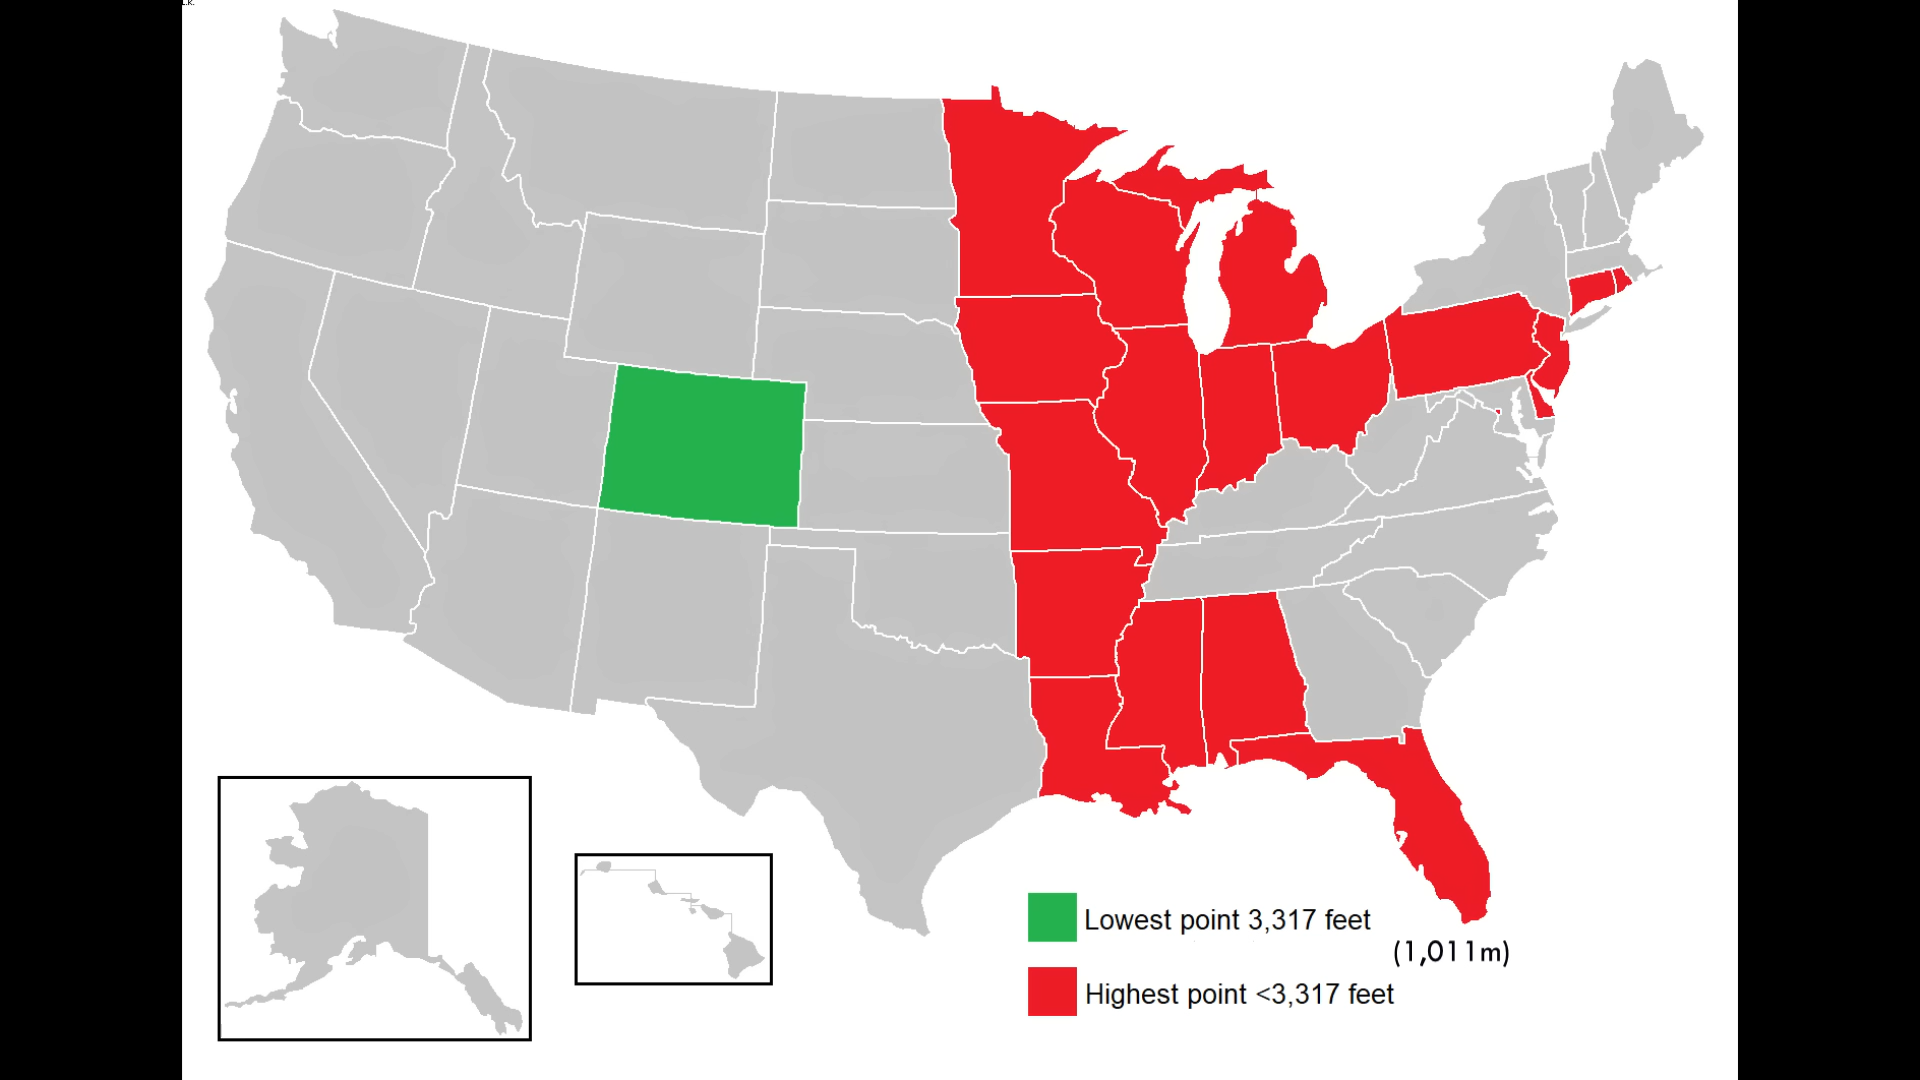 L.K.
Lowest point 3,317 feet
(1,011m)
Highest point <3,317 feet